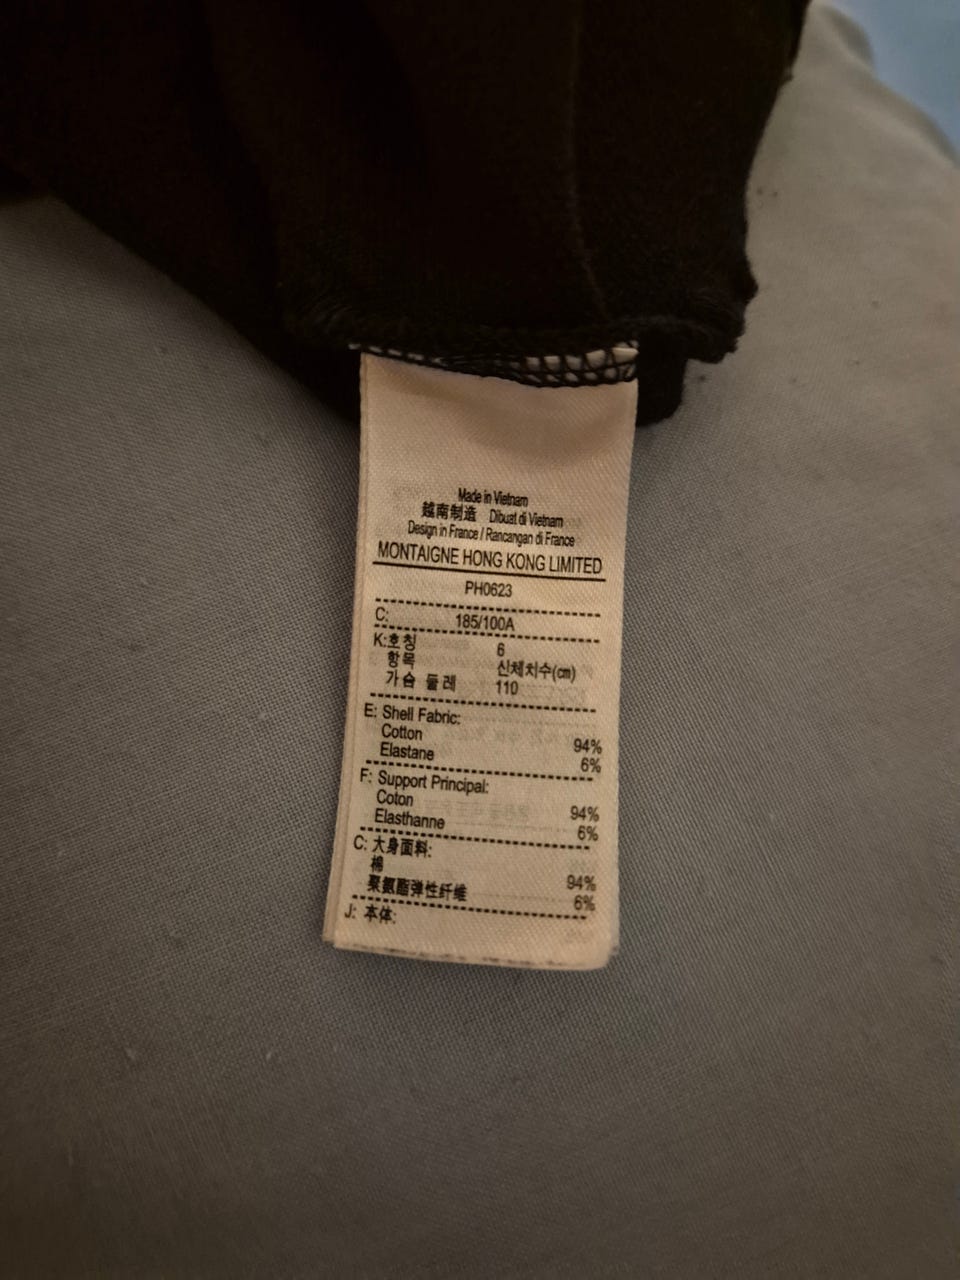 Made in Vietnam
越南制造 Dibuat di Vietnam
Design in France / Rancangan di France
MONTAIGNE HONG KONG LIMITED
PH0623
C: 185/100A
K:호칭 6
항목 신체치수(cm)
가슴 둘레 110
E: Shell Fabric:
Cotton 94%
Elastane 6%
F: Support Principal:
Coton 94%
Elasthanne 6%
C: 大身面料:
棉 94%
聚氨酯弹性纤维 6%
J: 本体: